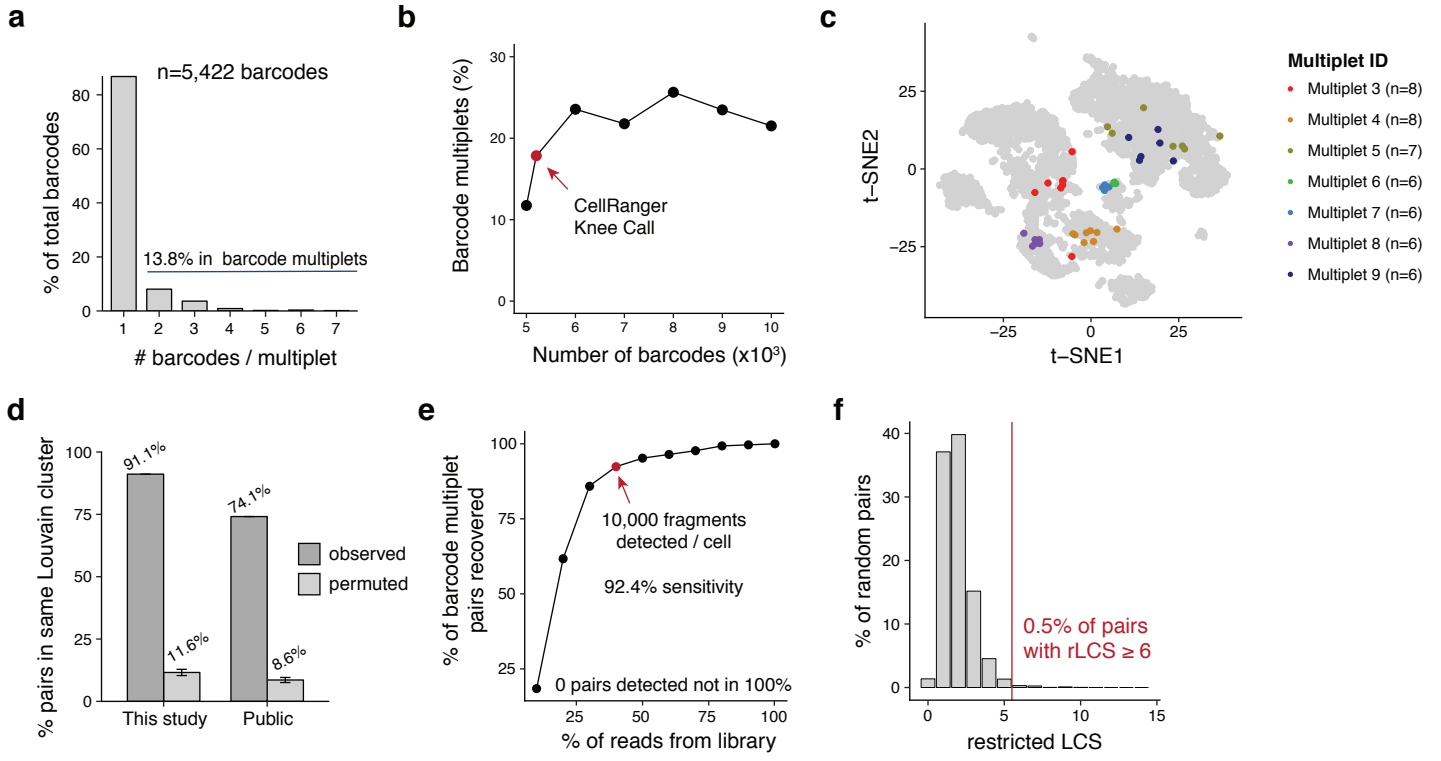 a
n=5,422 barcodes
% of total barcodes
80
60
40
20
0
13.8% in barcode multiplets
1 2 3 4 5 6 7
# barcodes / multiplet
b
Barcode multiplets (%)
30
20
10
0
CellRanger
Knee Call
5 6 7 8 9 10
Number of barcodes (x10³)
c
t−SNE2
25
0
−25
−25 0 25
t−SNE1
Multiplet ID
Multiplet 3 (n=8)
Multiplet 4 (n=8)
Multiplet 5 (n=7)
Multiplet 6 (n=6)
Multiplet 7 (n=6)
Multiplet 8 (n=6)
Multiplet 9 (n=6)
d
% pairs in same Louvain cluster
100
75
50
25
0
91.1%
11.6%
74.1%
8.6%
observed
permuted
This study Public
e
% of barcode multiplet
pairs recovered
100
75
50
25
10,000 fragments
detected / cell
92.4% sensitivity
0 pairs detected not in 100%
25 50 75 100
% of reads from library
f
% of random pairs
40
30
20
10
0
0.5% of pairs
with rLCS ≥ 6
0 5 10 15
restricted LCS